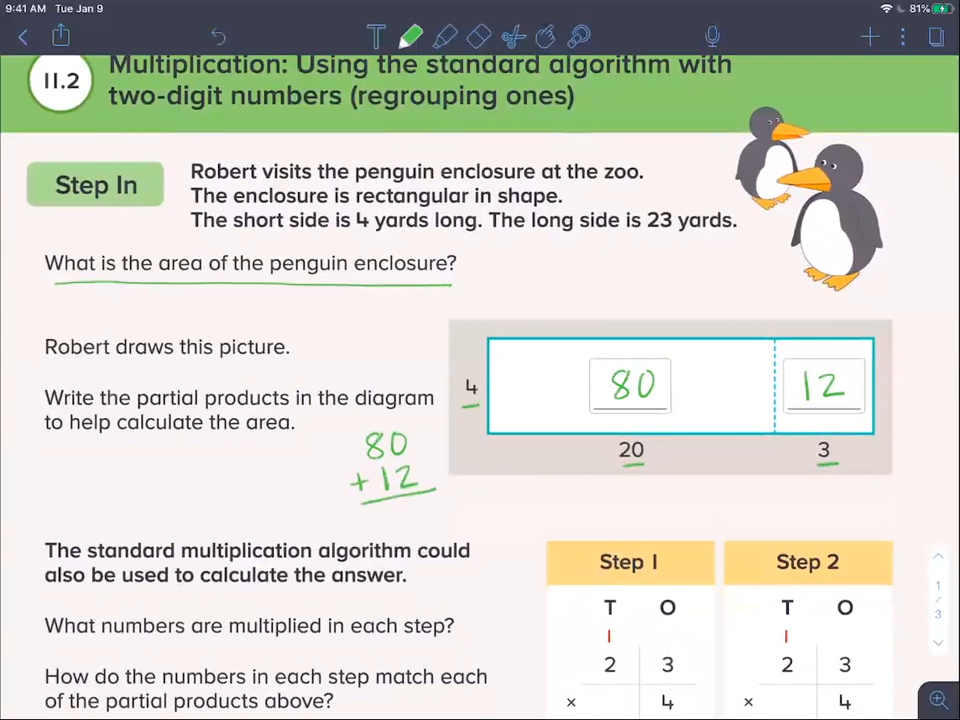 9:41 AM Tue Jan 9
81%
11.2
Multiplication: Using the standard algorithm with
two-digit numbers (regrouping ones)
Step In
Robert visits the penguin enclosure at the zoo.
The enclosure is rectangular in shape.
The short side is 4 yards long. The long side is 23 yards.
What is the area of the penguin enclosure?
Robert draws this picture.
Write the partial products in the diagram
to help calculate the area.
80
+12
4
80
12
20
3
The standard multiplication algorithm could
also be used to calculate the answer.
What numbers are multiplied in each step?
How do the numbers in each step match each
of the partial products above?
Step 1
T O
1
2 3
× 4
Step 2
T O
1
2 3
× 4
1
/
3